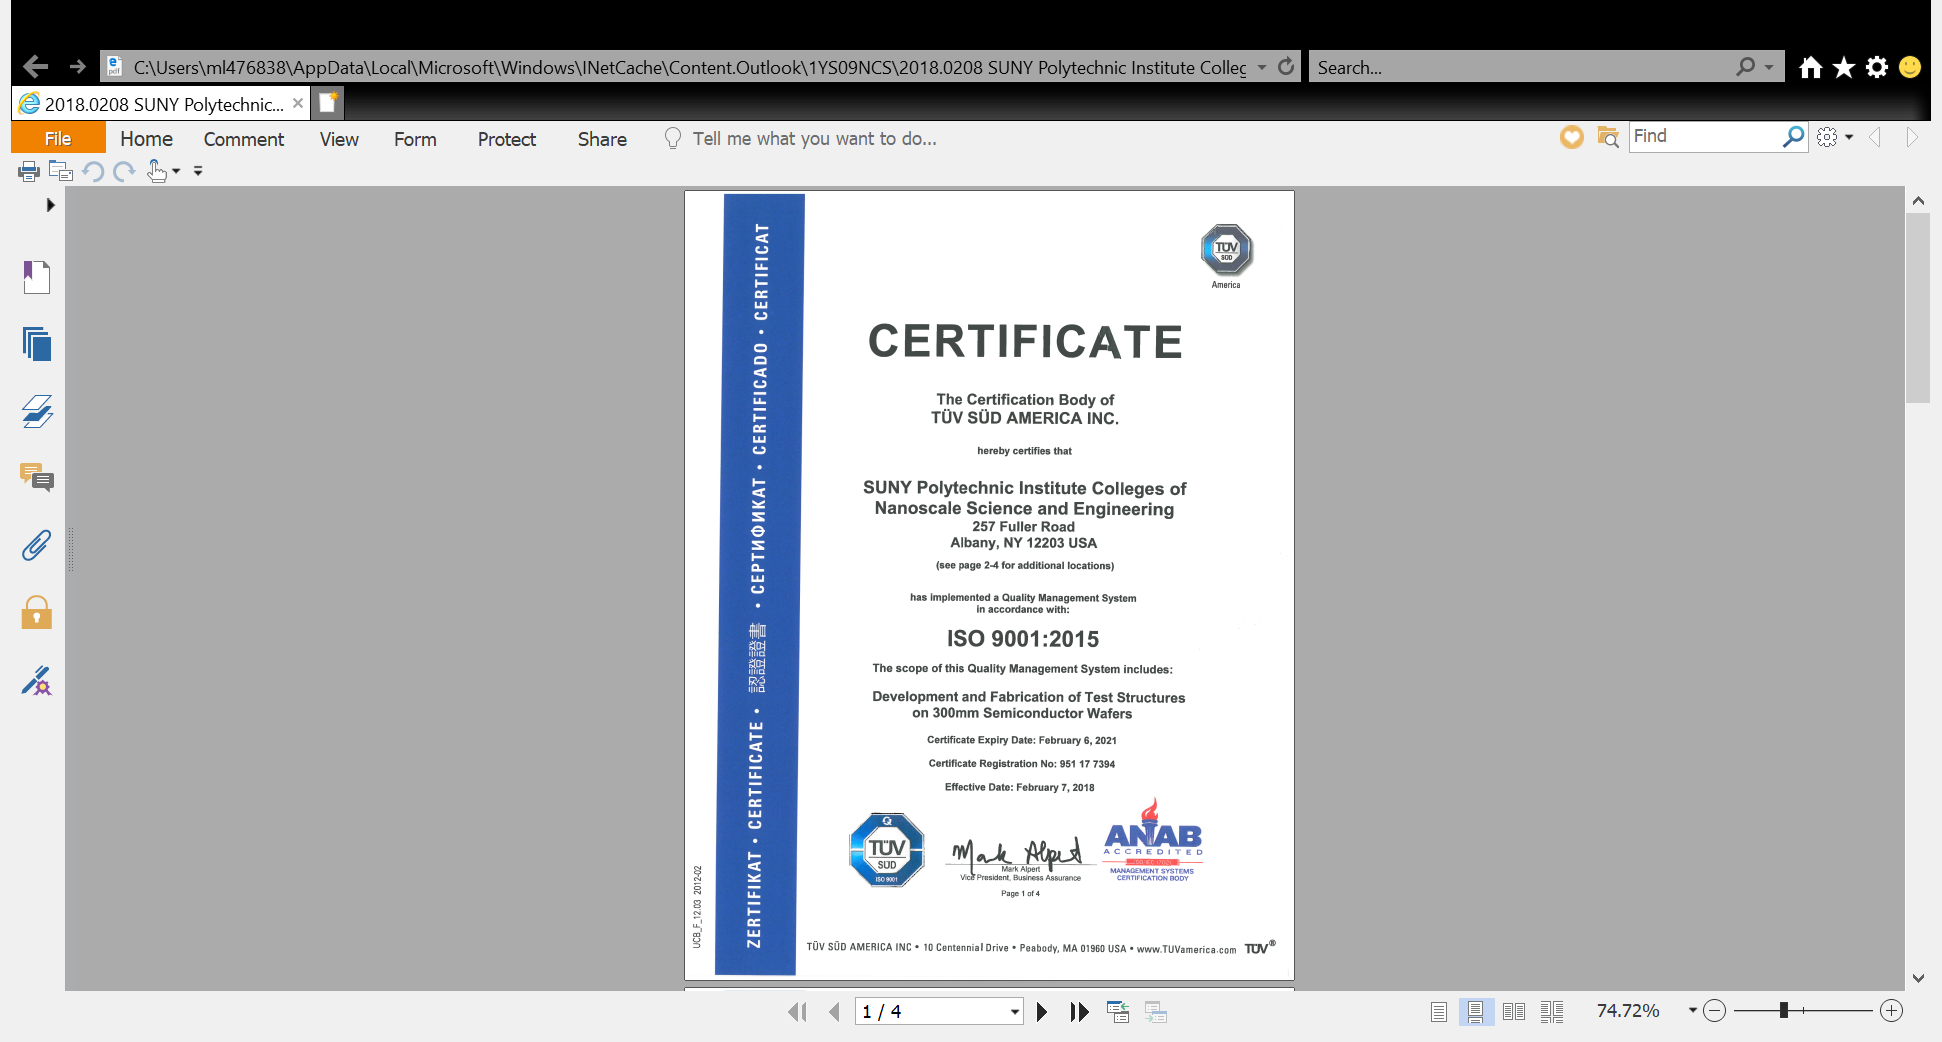 C:\Users\ml476838\AppData\Local\Microsoft\Windows\INetCache\Content.Outlook\1YS09NCS\2018.0208 SUNY Polytechnic Institute Colleg
Search...
2018.0208 SUNY Polytechnic...
File Home Comment View Form Protect Share Tell me what you want to do... Find
TÜV
SÜD
America
CERTIFICATE
The Certification Body of
TÜV SÜD AMERICA INC.
hereby certifies that
SUNY Polytechnic Institute Colleges of
Nanoscale Science and Engineering
257 Fuller Road
Albany, NY 12203 USA
(see page 2-4 for additional locations)
has implemented a Quality Management System
in accordance with:
ISO 9001:2015
The scope of this Quality Management System includes:
Development and Fabrication of Test Structures
on 300mm Semiconductor Wafers
Certificate Expiry Date: February 6, 2021
Certificate Registration No: 951 17 7394
Effective Date: February 7, 2018
TÜV
SÜD
ISO 9001
Mark Alpert
Mark Alpert
Vice President, Business Assurance
Page 1 of 4
ANAB
ACCREDITED
MANAGEMENT SYSTEMS
CERTIFICATION BODY
TÜV SÜD AMERICA INC • 10 Centennial Drive • Peabody, MA 01960 USA • www.TUVamerica.com TÜV®
ZERTIFIKAT • CERTIFICATE • 認證證書 • СЕРТИФИКАТ • CERTIFICADO • CERTIFICAT
UCB_F_12.03 2012-02
1 / 4
74.72%